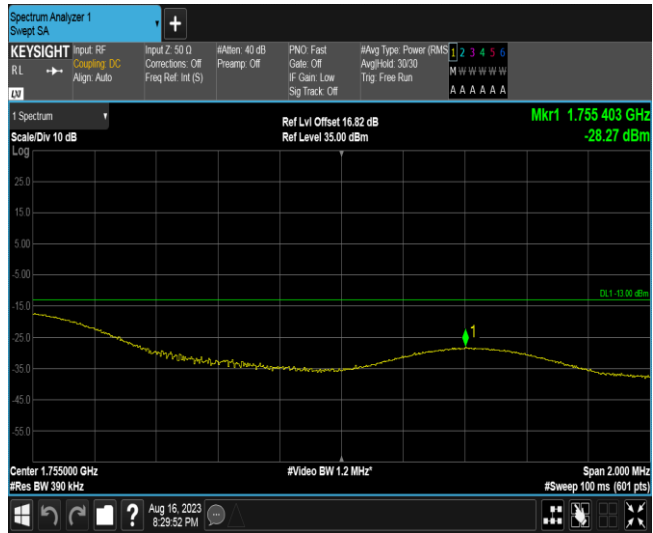 Spectrum Analyzer 1
Swept SA
+
KEYSIGHT
RL
LXI
Input: RF
Coupling: DC
Align: Auto
Input Z: 50 Ω
Corrections: Off
Freq Ref: Int (S)
#Atten: 40 dB
Preamp: Off
PNO: Fast
Gate: Off
IF Gain: Low
Sig Track: Off
#Avg Type: Power (RMS
Avg|Hold: 30/30
Trig: Free Run
1 2 3 4 5 6
M W W W W W
A A A A A A
1 Spectrum
Scale/Div 10 dB
Log
Ref Lvl Offset 16.82 dB
Ref Level 35.00 dBm
Mkr1 1.755 403 GHz
-28.27 dBm
25.0
15.0
5.00
-5.00
DL1 -13.00 dBm
-15.0
1
-25.0
-35.0
-45.0
-55.0
Center 1.755000 GHz
#Video BW 1.2 MHz*
Span 2.000 MHz
#Res BW 390 kHz
#Sweep 100 ms (601 pts)
?
Aug 16, 2023
8:29:52 PM